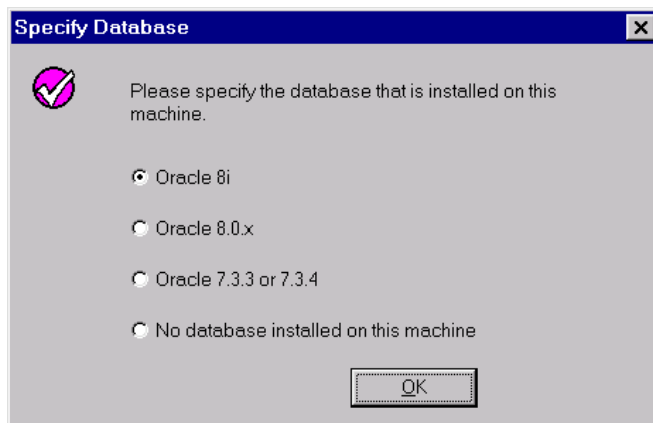 Specify Database
Please specify the database that is installed on this
machine.
Oracle 8i
Oracle 8.0.x
Oracle 7.3.3 or 7.3.4
No database installed on this machine
OK